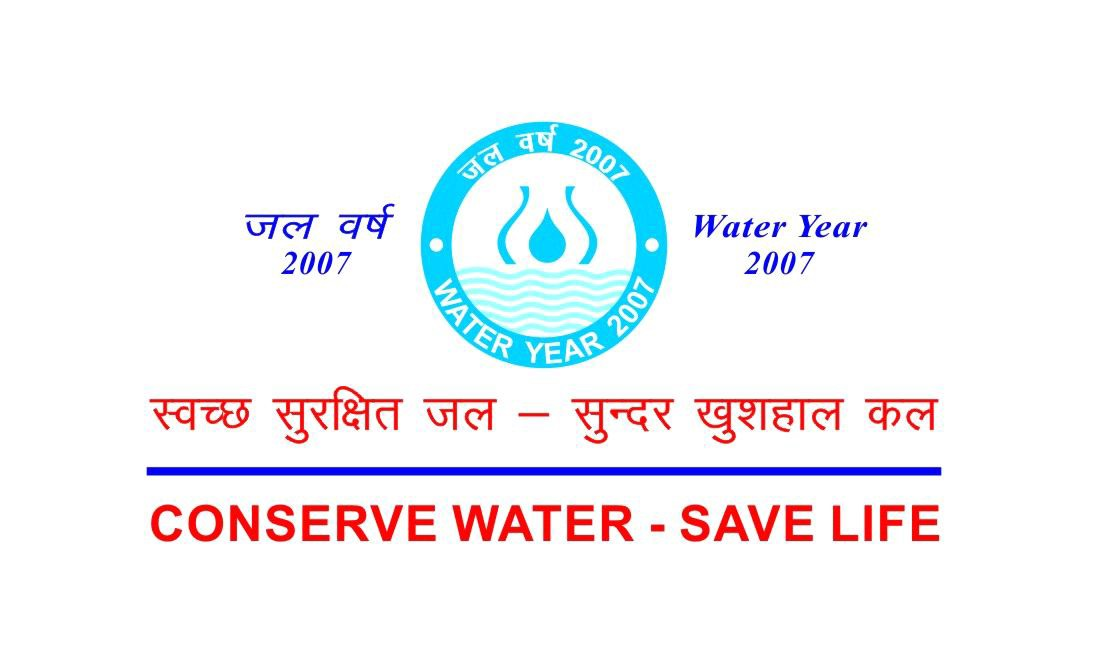 जल वर्ष 2007
जल वर्ष
2007
Water Year
2007
WATER YEAR 2007
स्वच्छ सुरक्षित जल – सुन्दर खुशहाल कल
CONSERVE WATER - SAVE LIFE